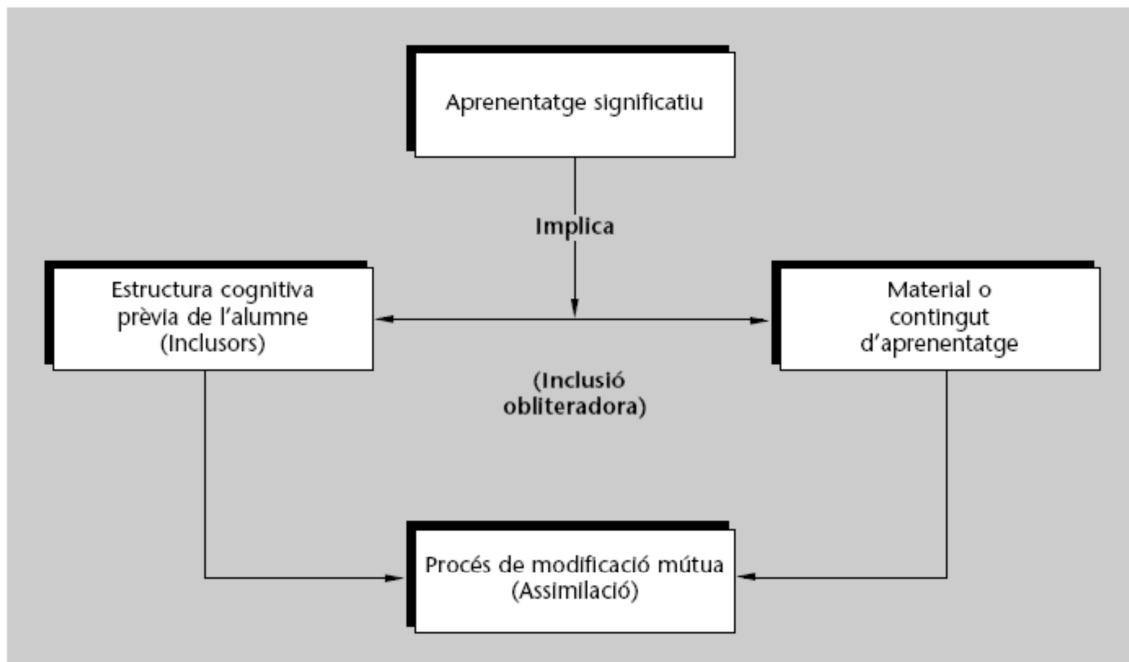 Aprenentatge significatiu
Implica
Estructura cognitiva
prèvia de l'alumne
(Inclusors)
Material o
contingut
d'aprenentatge
(Inclusió
obliteradora)
Procés de modificació mútua
(Assimilació)